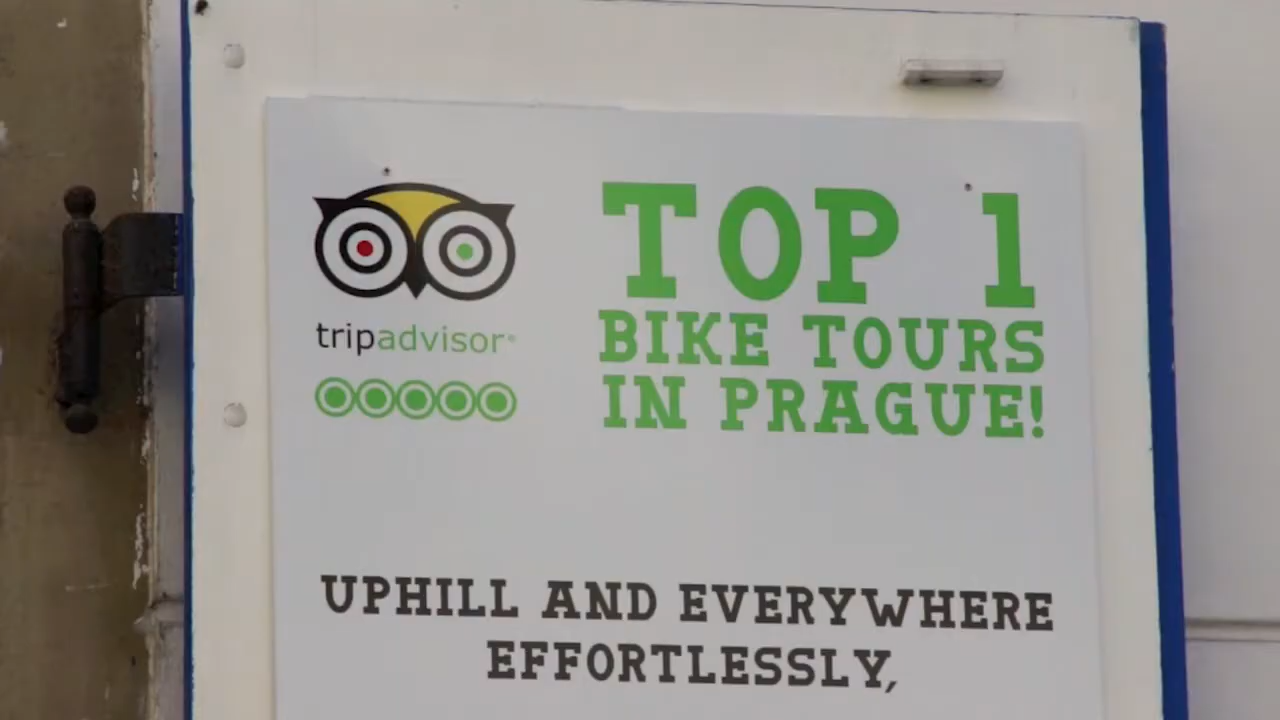 tripadvisor®
TOP 1
BIKE TOURS
IN PRAGUE!
UPHILL AND EVERYWHERE
EFFORTLESSLY,